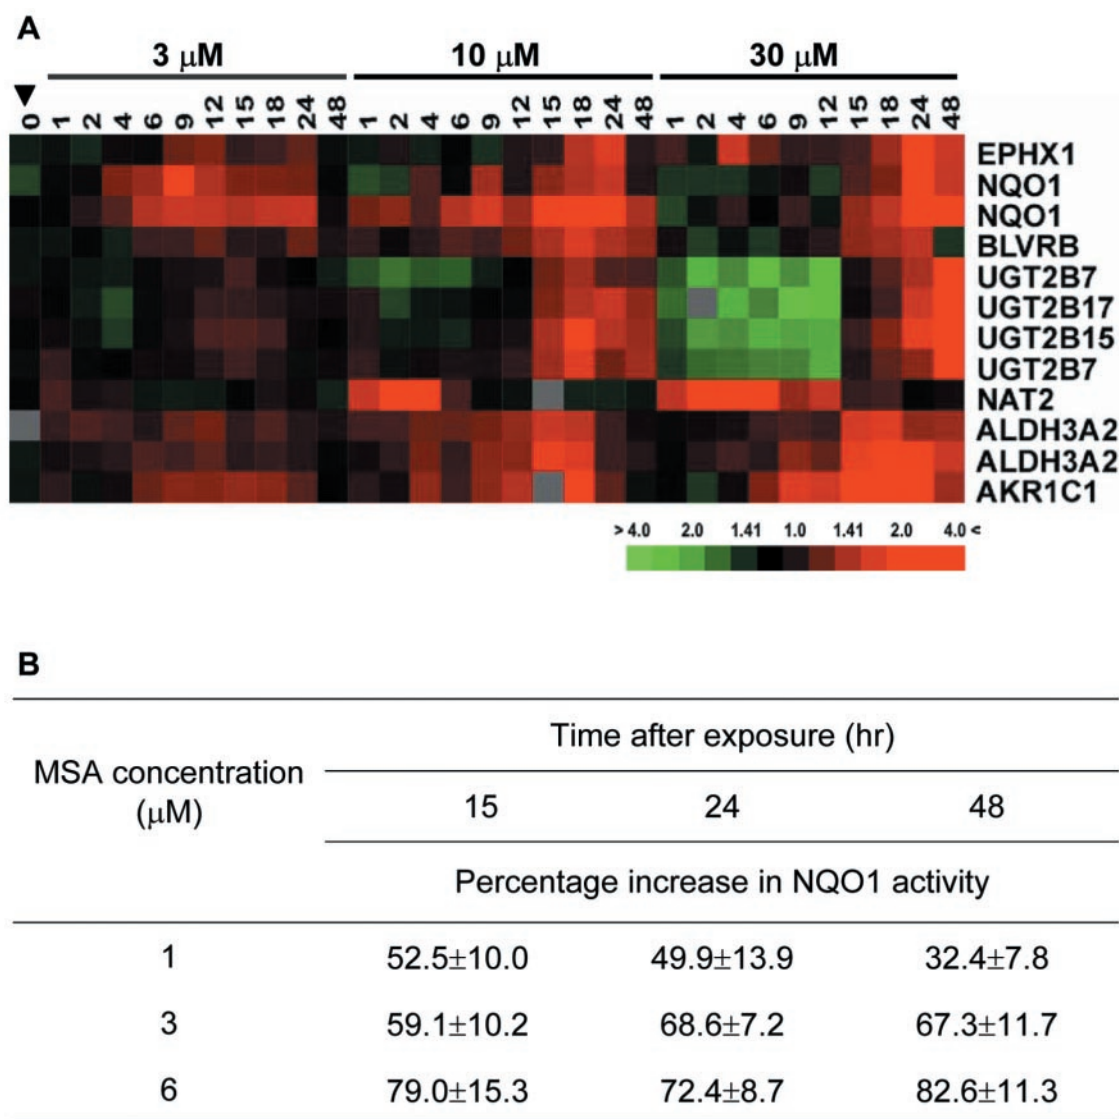 A
3 μM 10 μM 30 μM
0 1 2 4 6 9 12 15 18 24 48 1 2 4 6 9 12 15 18 24 48 1 2 4 6 9 12 15 18 24 48
EPHX1
NQO1
NQO1
BLVRB
UGT2B7
UGT2B17
UGT2B15
UGT2B7
NAT2
ALDH3A2
ALDH3A2
AKR1C1
> 4.0 2.0 1.41 1.0 1.41 2.0 4.0 <
B
Time after exposure (hr)
MSA concentration
(μM)
15 24 48
Percentage increase in NQO1 activity
1 52.5±10.0 49.9±13.9 32.4±7.8
3 59.1±10.2 68.6±7.2 67.3±11.7
6 79.0±15.3 72.4±8.7 82.6±11.3